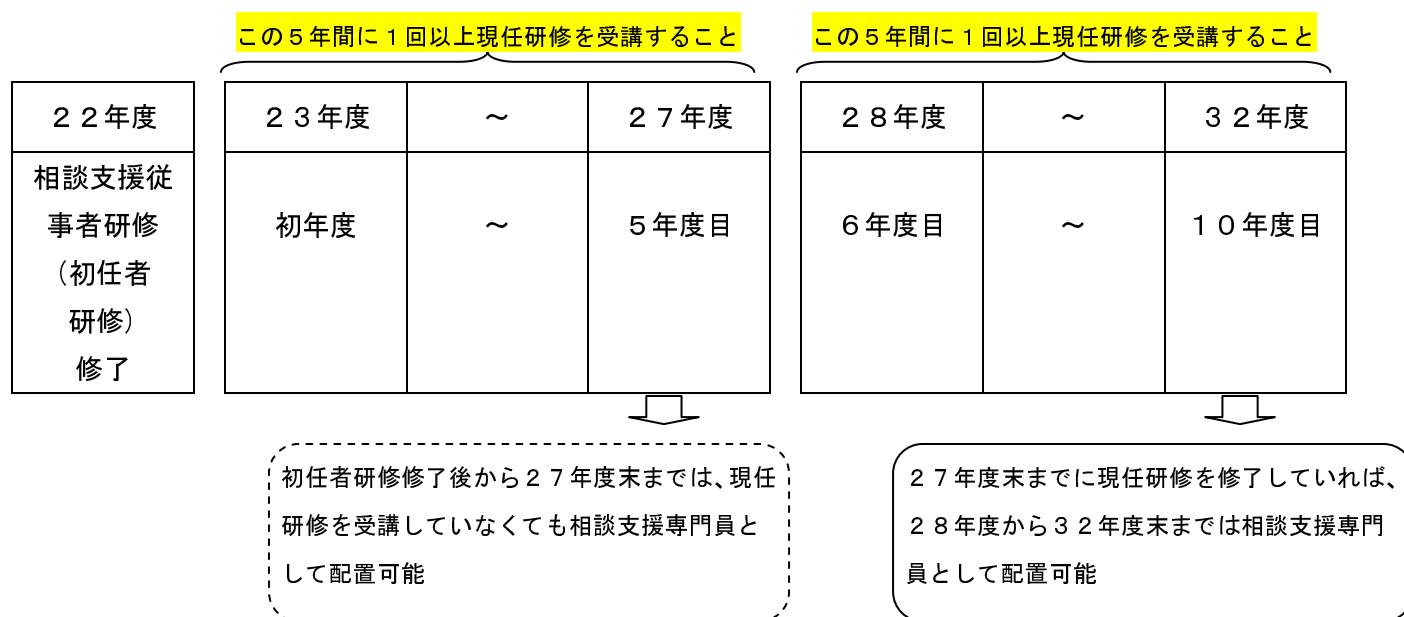 この５年間に１回以上現任研修を受講すること
この５年間に１回以上現任研修を受講すること
２２年度
２３年度
～
２７年度
２８年度
～
３２年度
相談支援従
事者研修
（初任者
研修）
修了
初年度
～
５年度目
６年度目
～
１０年度目
初任者研修修了後から２７年度末までは、現任
研修を受講していなくても相談支援専門員と
して配置可能
２７年度末までに現任研修を修了していれば、
２８年度から３２年度末までは相談支援専門
員として配置可能